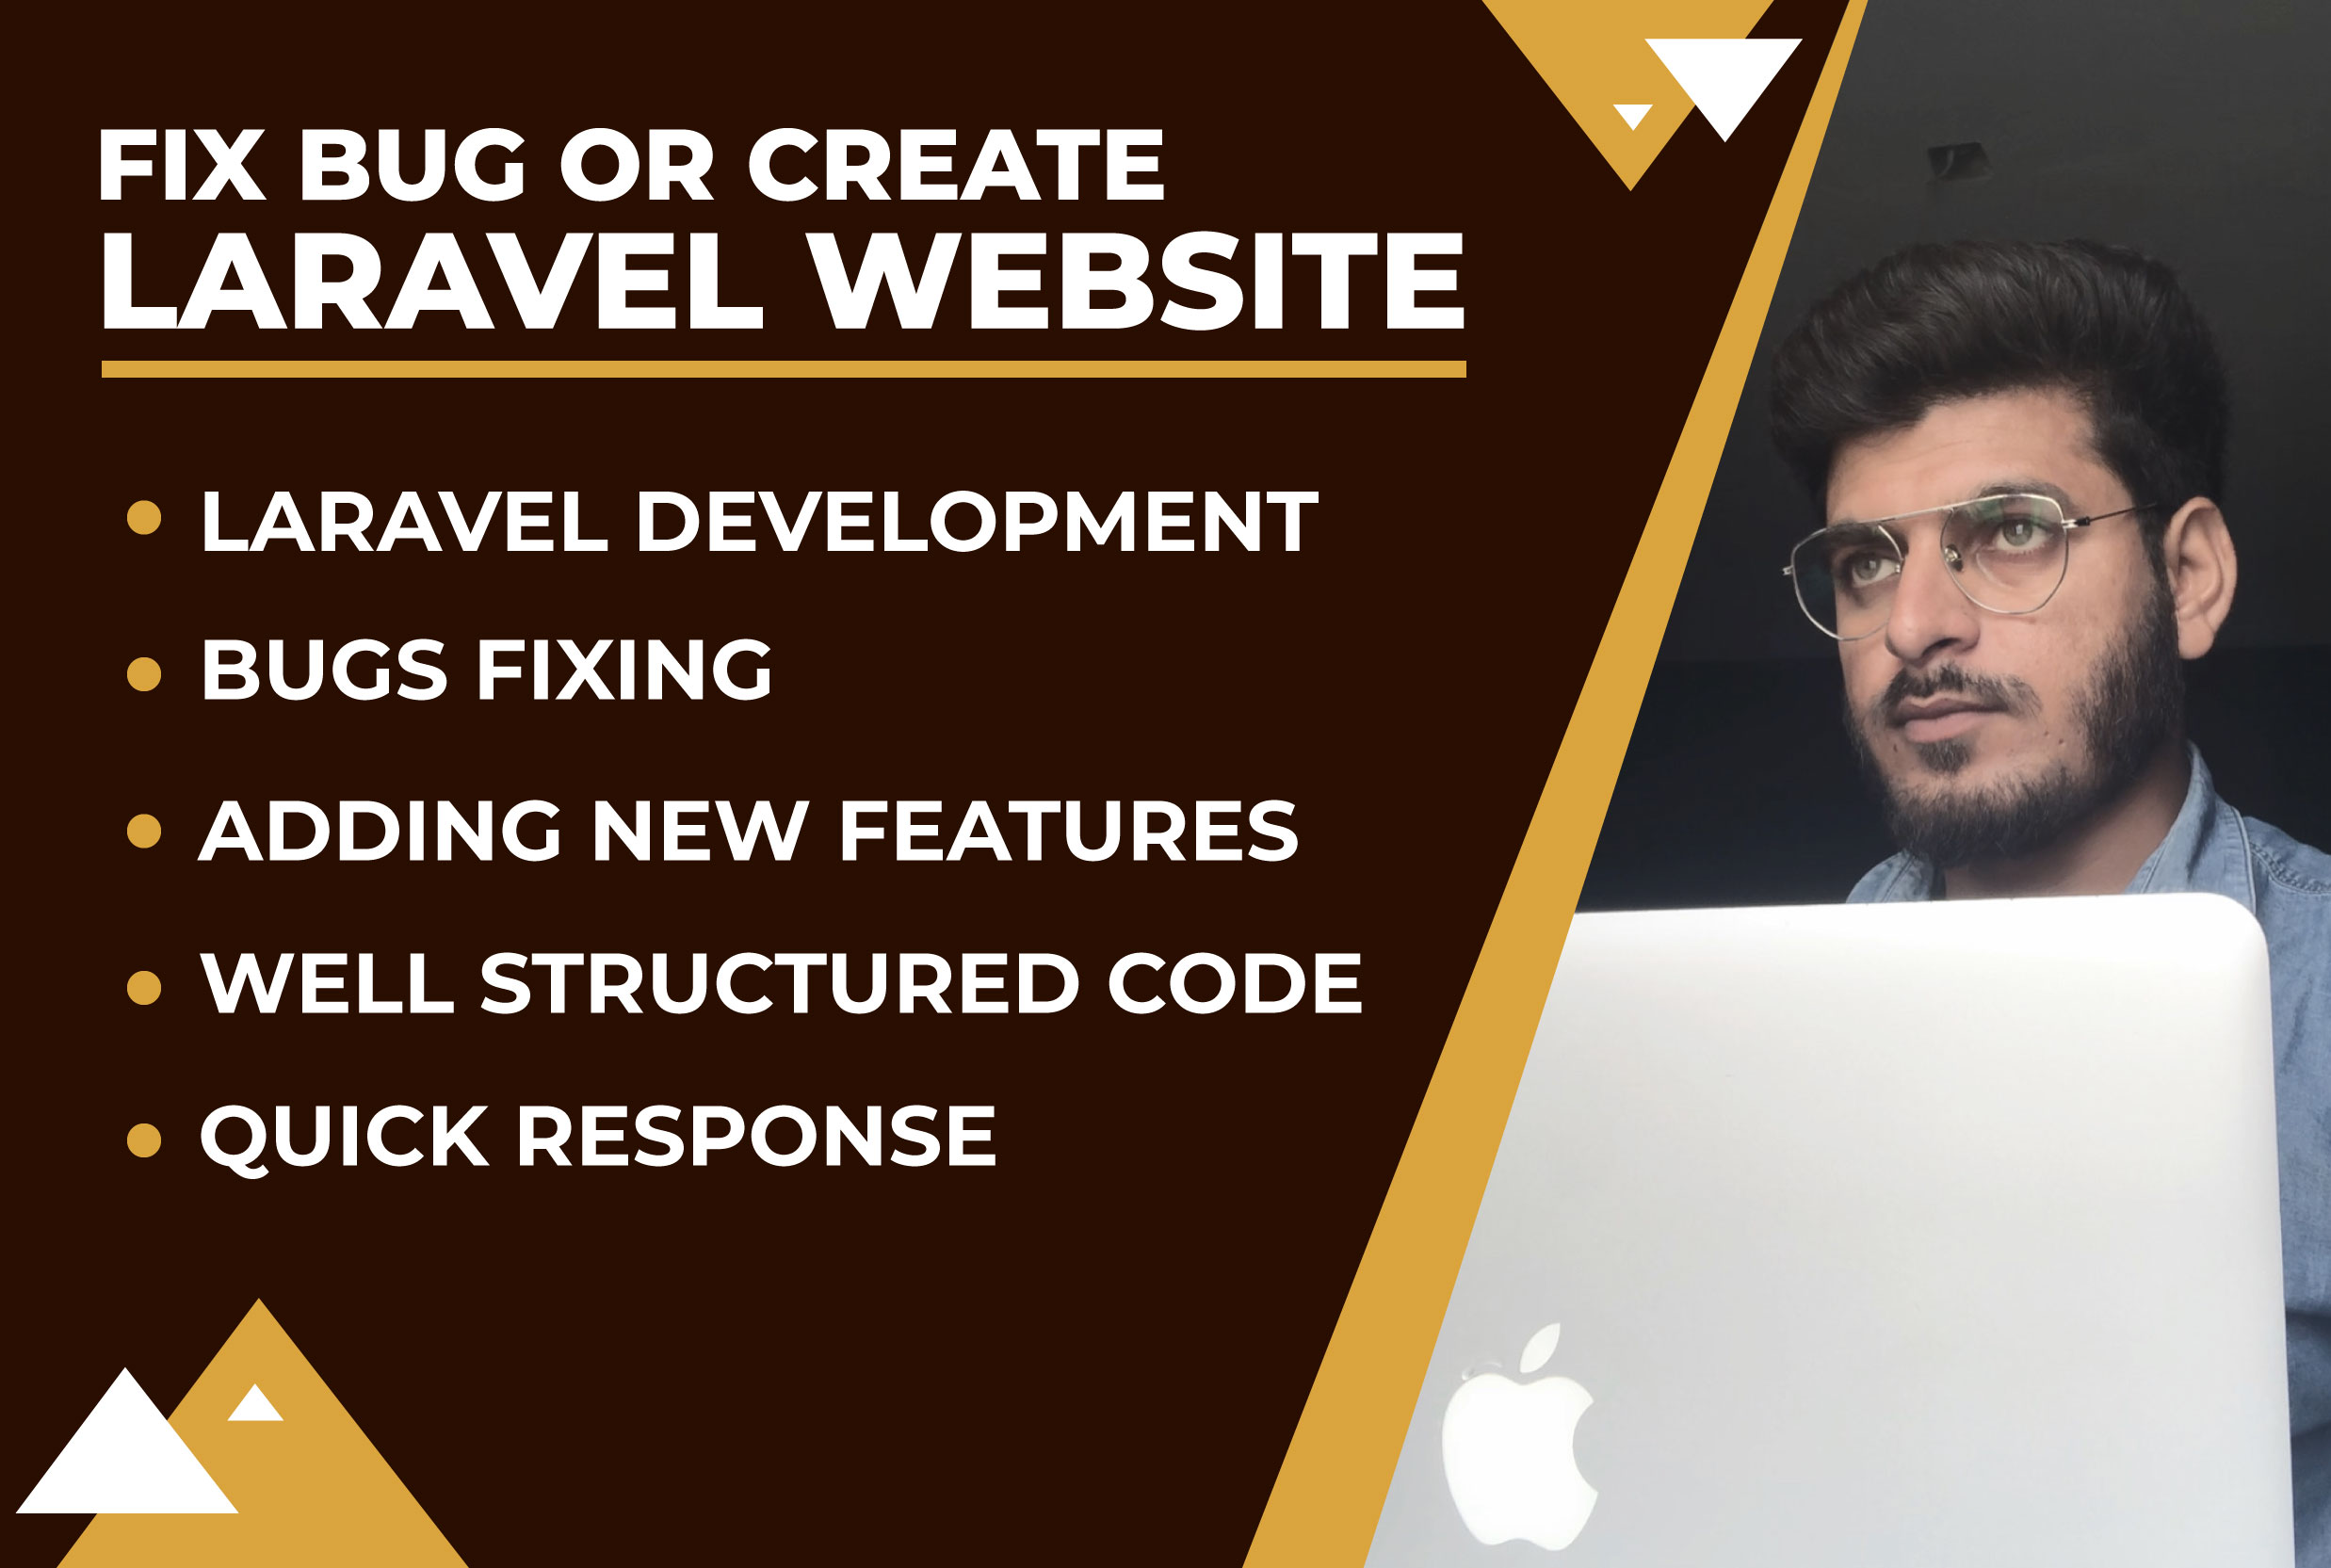 FIX BUG OR CREATE
LARAVEL WEBSITE
LARAVEL DEVELOPMENT
BUGS FIXING
ADDING NEW FEATURES
WELL STRUCTURED CODE
QUICK RESPONSE